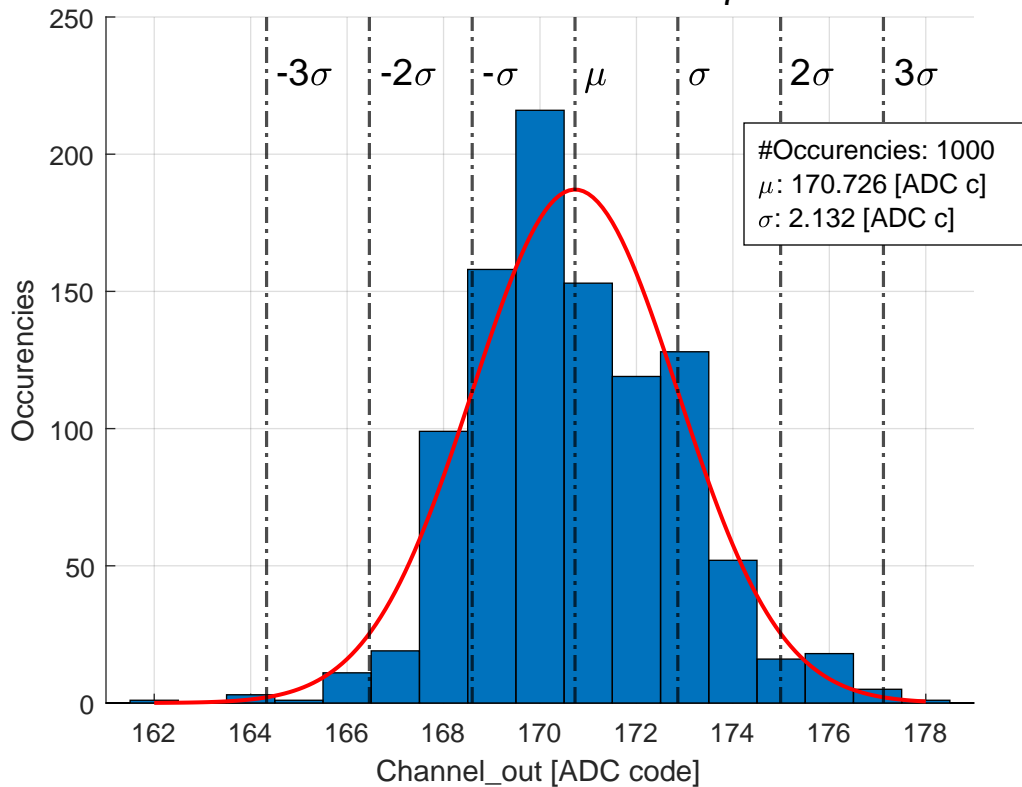 -3σ
-2σ
-σ
μ
σ
2σ
3σ
#Occurencies: 1000
μ: 170.726 [ADC c]
σ: 2.132 [ADC c]
250
200
150
100
50
0
Occurencies
162
164
166
168
170
172
174
176
178
Channel_out [ADC code]